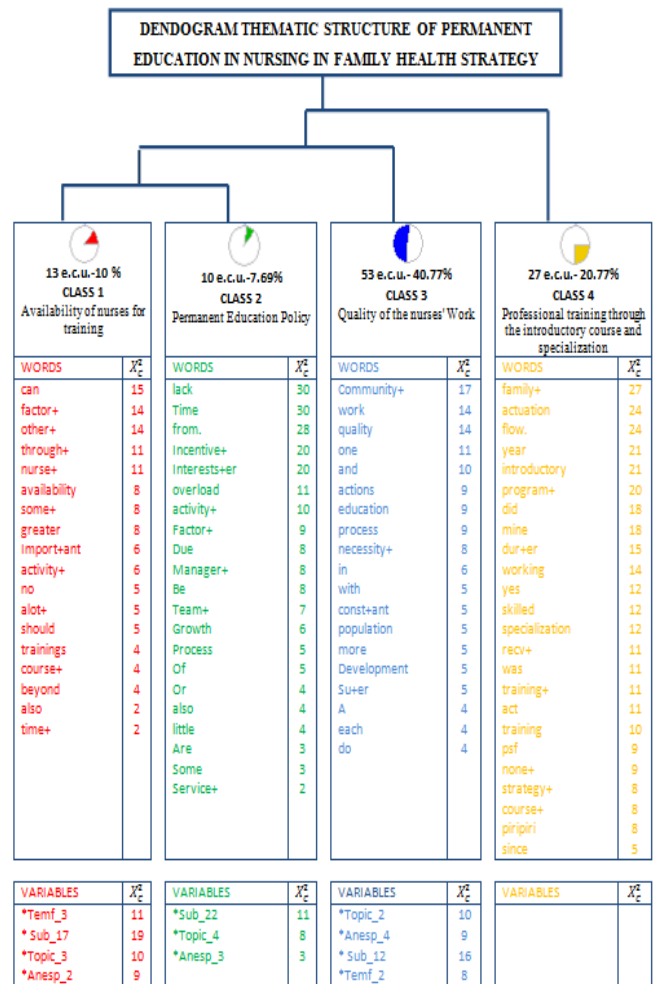 DENDOGRAM THEMATIC STRUCTURE OF PERMANENT
EDUCATION IN NURSING IN FAMILY HEALTH STRATEGY
13 e.c.u.-10 %
CLASS 1
Availability of nurses for
training
WORDS X²c
can 15
factor+ 14
other+ 14
through+ 11
nurse+ 11
availability 8
some+ 8
greater 8
Import+ant 6
activity+ 6
no 5
alot+ 5
should 5
trainings 4
course+ 4
beyond 4
also 2
time+ 2
VARIABLES X²c
*Temf_3 11
* Sub_17 19
*Topic_3 10
*Anesp_2 9
10 e.c.u.-7.69%
CLASS 2
Permanent Education Policy
WORDS X²c
lack 30
Time 30
from. 28
Incentive+ 20
Interests+er 20
overload 11
activity+ 10
Factor+ 9
Due 8
Manager+ 8
Be 8
Team+ 7
Growth 6
Process 5
Of 5
Or 4
also 4
little 4
Are 3
Some 3
Service+ 2
VARIABLES X²c
*Sub_22 11
*Topic_4 8
*Anesp_3 3
53 e.c.u.- 40.77%
CLASS 3
Quality of the nurses' Work
WORDS X²c
Community+ 17
work 14
quality 14
one 11
and 10
actions 9
education 9
process 9
necessity+ 8
in 6
with 5
const+ant 5
population 5
more 5
Development 5
Su+er 5
A 4
each 4
do 4
VARIABLES X²c
*Topic_2 10
*Anesp_4 9
* Sub_12 16
*Temf_2 8
27 e.c.u.- 20.77%
CLASS 4
Professional training through
the introductory course and
specialization
WORDS X²c
family+ 27
actuation 24
flow. 24
year 21
introductory 21
program+ 20
did 18
mine 18
dur+er 15
working 14
yes 12
skilled 12
specialization 12
recv+ 11
was 11
training+ 11
act 11
training 10
psf 9
none+ 9
strategy+ 8
course+ 8
piripiri 8
since 5
VARIABLES X²c